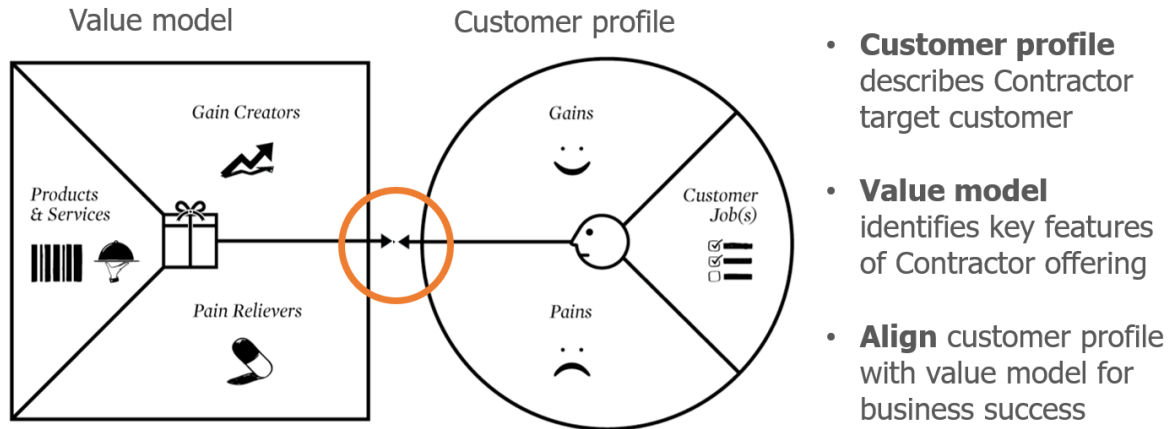 Value model
Customer profile
Gain Creators
Products
& Services
Pain Relievers
Gains
Customer
Job(s)
Pains
• Customer profile
describes Contractor
target customer
• Value model
identifies key features
of Contractor offering
• Align customer profile
with value model for
business success